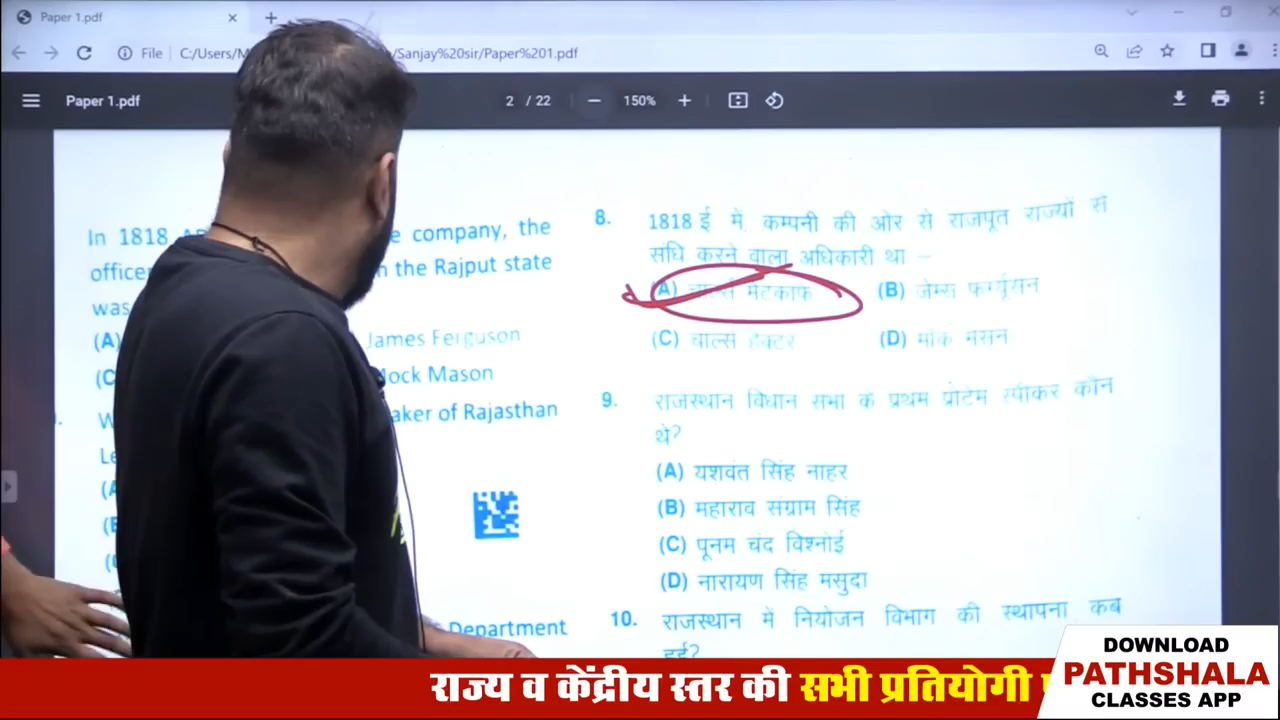 Paper 1.pdf
File
C:/Users/M
/Sanjay%20sir/Paper%201.pdf
Paper 1.pdf
2 / 22
150%
In 1818
e company, the
officer
n the Rajput state
was
(A)
James Ferguson
(C
Mock Mason
aker of Rajasthan
Department
8. 1818 ई में कम्पनी की ओर से राजपूत राज्यों से
संधि करने वाला अधिकारी था –
(A) चार्ल्स मेटकाफ (B) जेम्स फर्ग्यूसन
(C) चार्ल्स हेक्टर (D) मॉक मेसन
9. राजस्थान विधान सभा के प्रथम प्रोटेम स्पीकर कौन
थे?
(A) यशवंत सिंह नाहर
(B) महाराव संग्राम सिंह
(C) पूनम चंद विश्नोई
(D) नारायण सिंह मसुदा
10. राजस्थान में नियोजन विभाग की स्थापना कब
हुई?
राज्य व केंद्रीय स्तर की सभी प्रतियोगी
DOWNLOAD
PATHSHALA
CLASSES APP